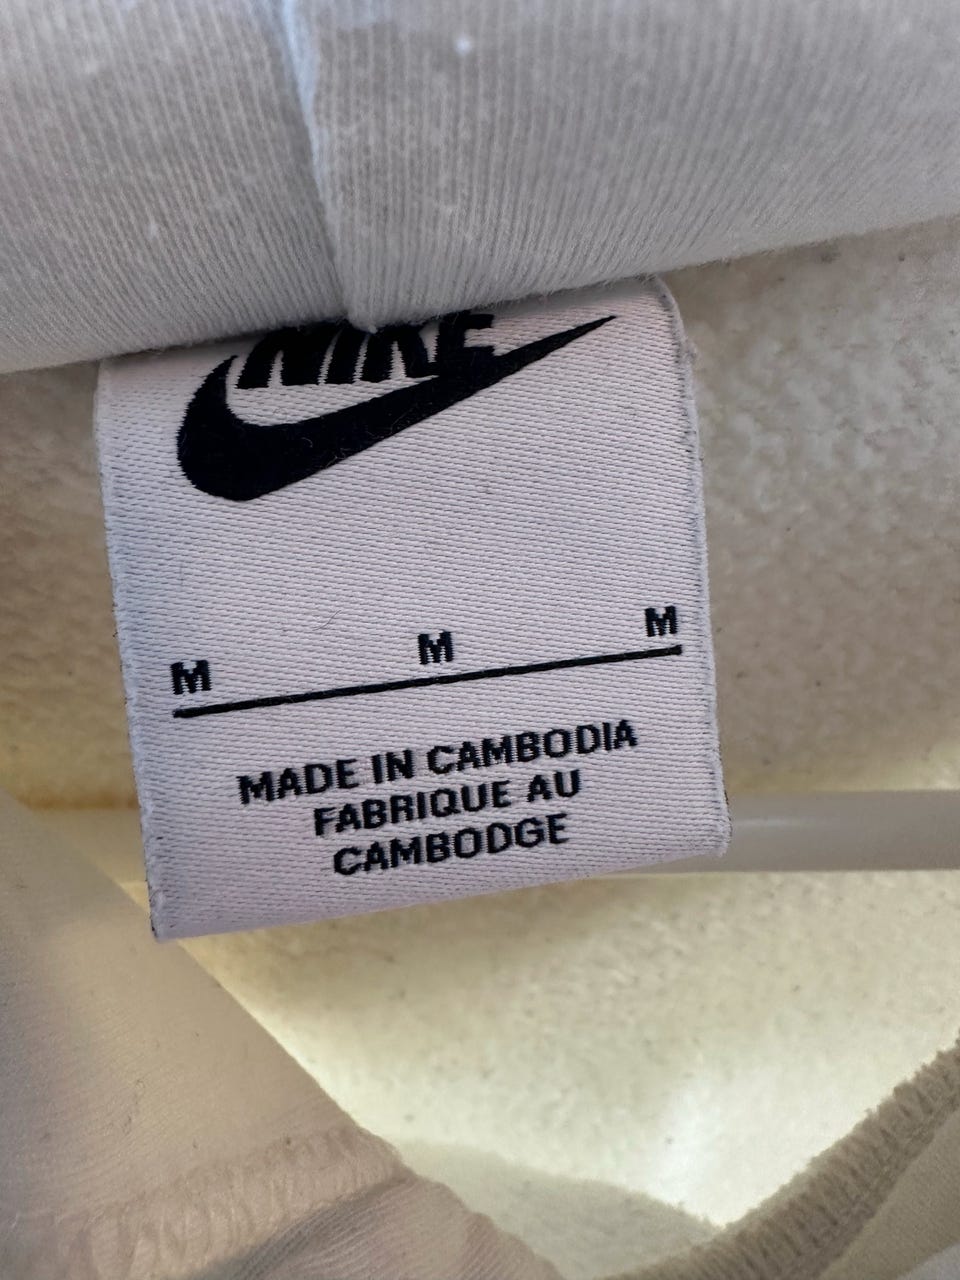 NIKE
M M M
MADE IN CAMBODIA
FABRIQUE AU
CAMBODGE